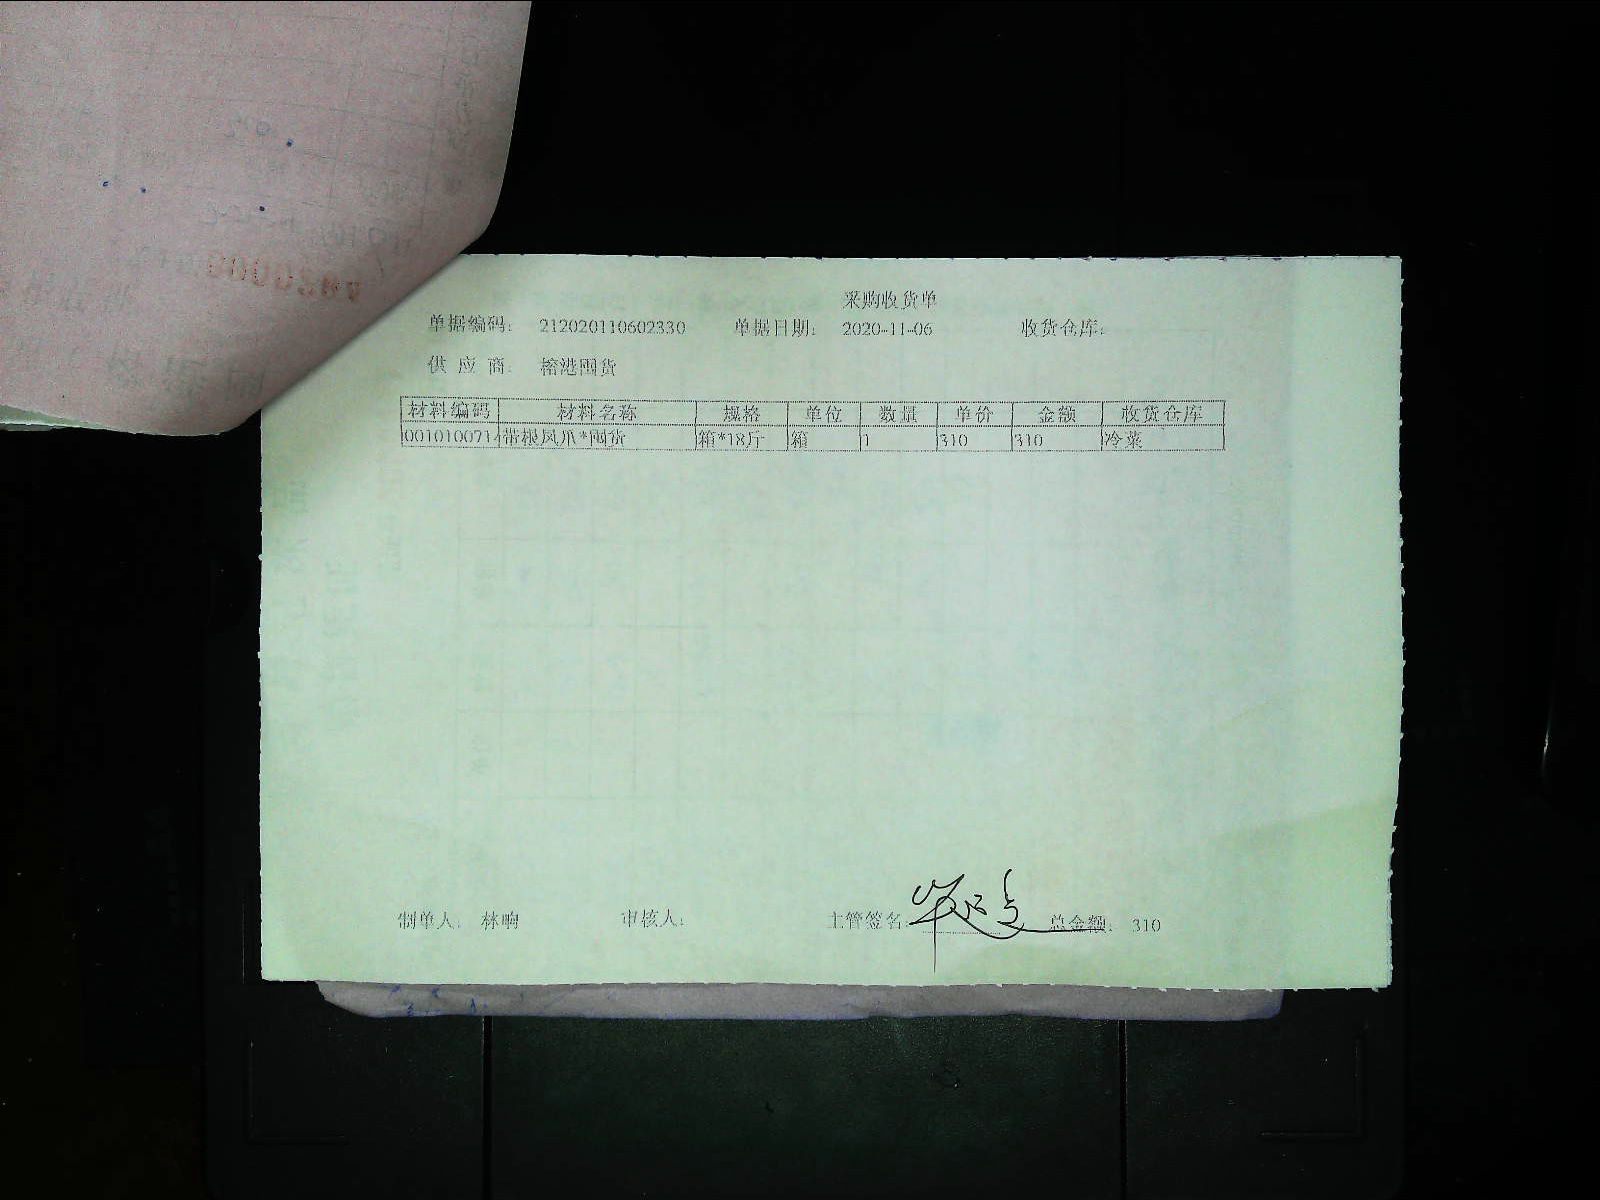 采购收货单
单据编码： 212020110602330 单据日期： 2020-11-06 收货仓库：
供 应 商： 榕港囤货
材料编码 材料名称 规格 单位 数量 单价 金额 收货仓库
0010100714 带根凤爪*囤货 箱*18斤 箱 1 310 310 冷菜
制单人： 林晌 审核人： 主管签名： 总金额： 310